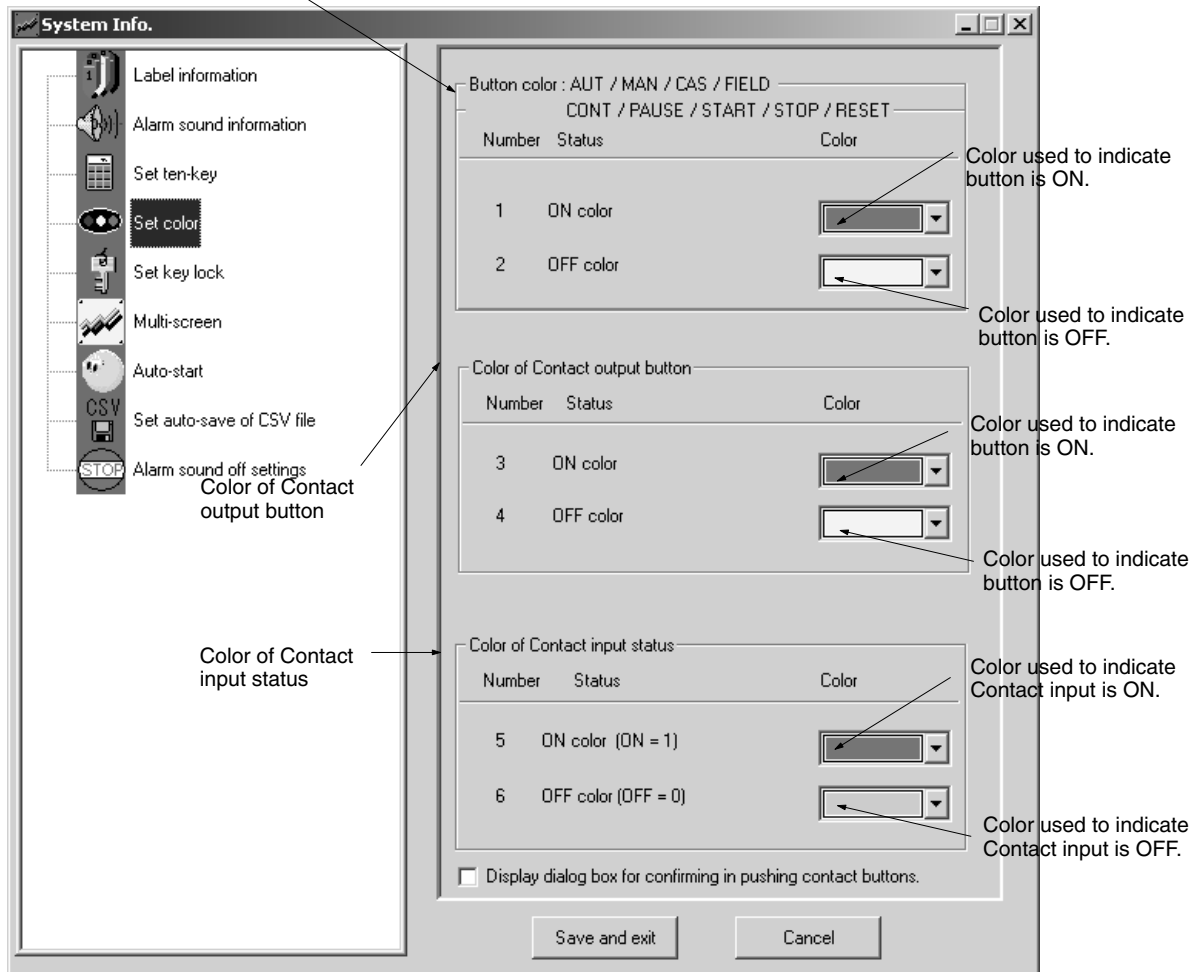 System Info.
Label information
Alarm sound information
Set ten-key
Set color
Set key lock
Multi-screen
Auto-start
CSV
Set auto-save of CSV file
STOP
Alarm sound off settings
Button color : AUT / MAN / CAS / FIELD
CONT / PAUSE / START / STOP / RESET
Number Status Color
1 ON color
2 OFF color
Color used to indicate
button is ON.
Color used to indicate
button is OFF.
Color of Contact output button
Number Status Color
3 ON color
4 OFF color
Color of Contact
output button
Color used to indicate
button is ON.
Color used to indicate
button is OFF.
Color of Contact input status
Number Status Color
5 ON color (ON = 1)
6 OFF color (OFF = 0)
Color of Contact
input status
Color used to indicate
Contact input is ON.
Color used to indicate
Contact input is OFF.
Display dialog box for confirming in pushing contact buttons.
Save and exit
Cancel